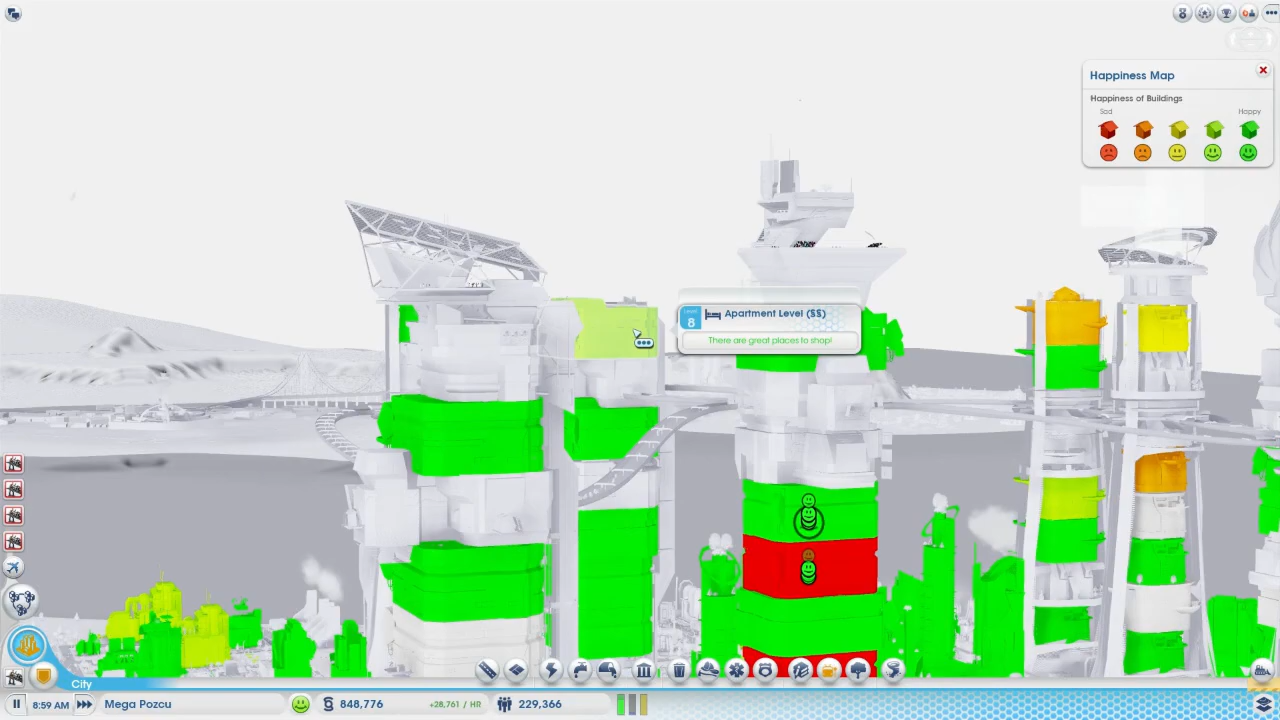 Happiness Map
Happiness of Buildings
Sad
Happy
Level
8
Apartment Level (§§)
There are great places to shop!
City
8:59 AM
Mega Pozcu
848,776
+28,761 / HR
229,366